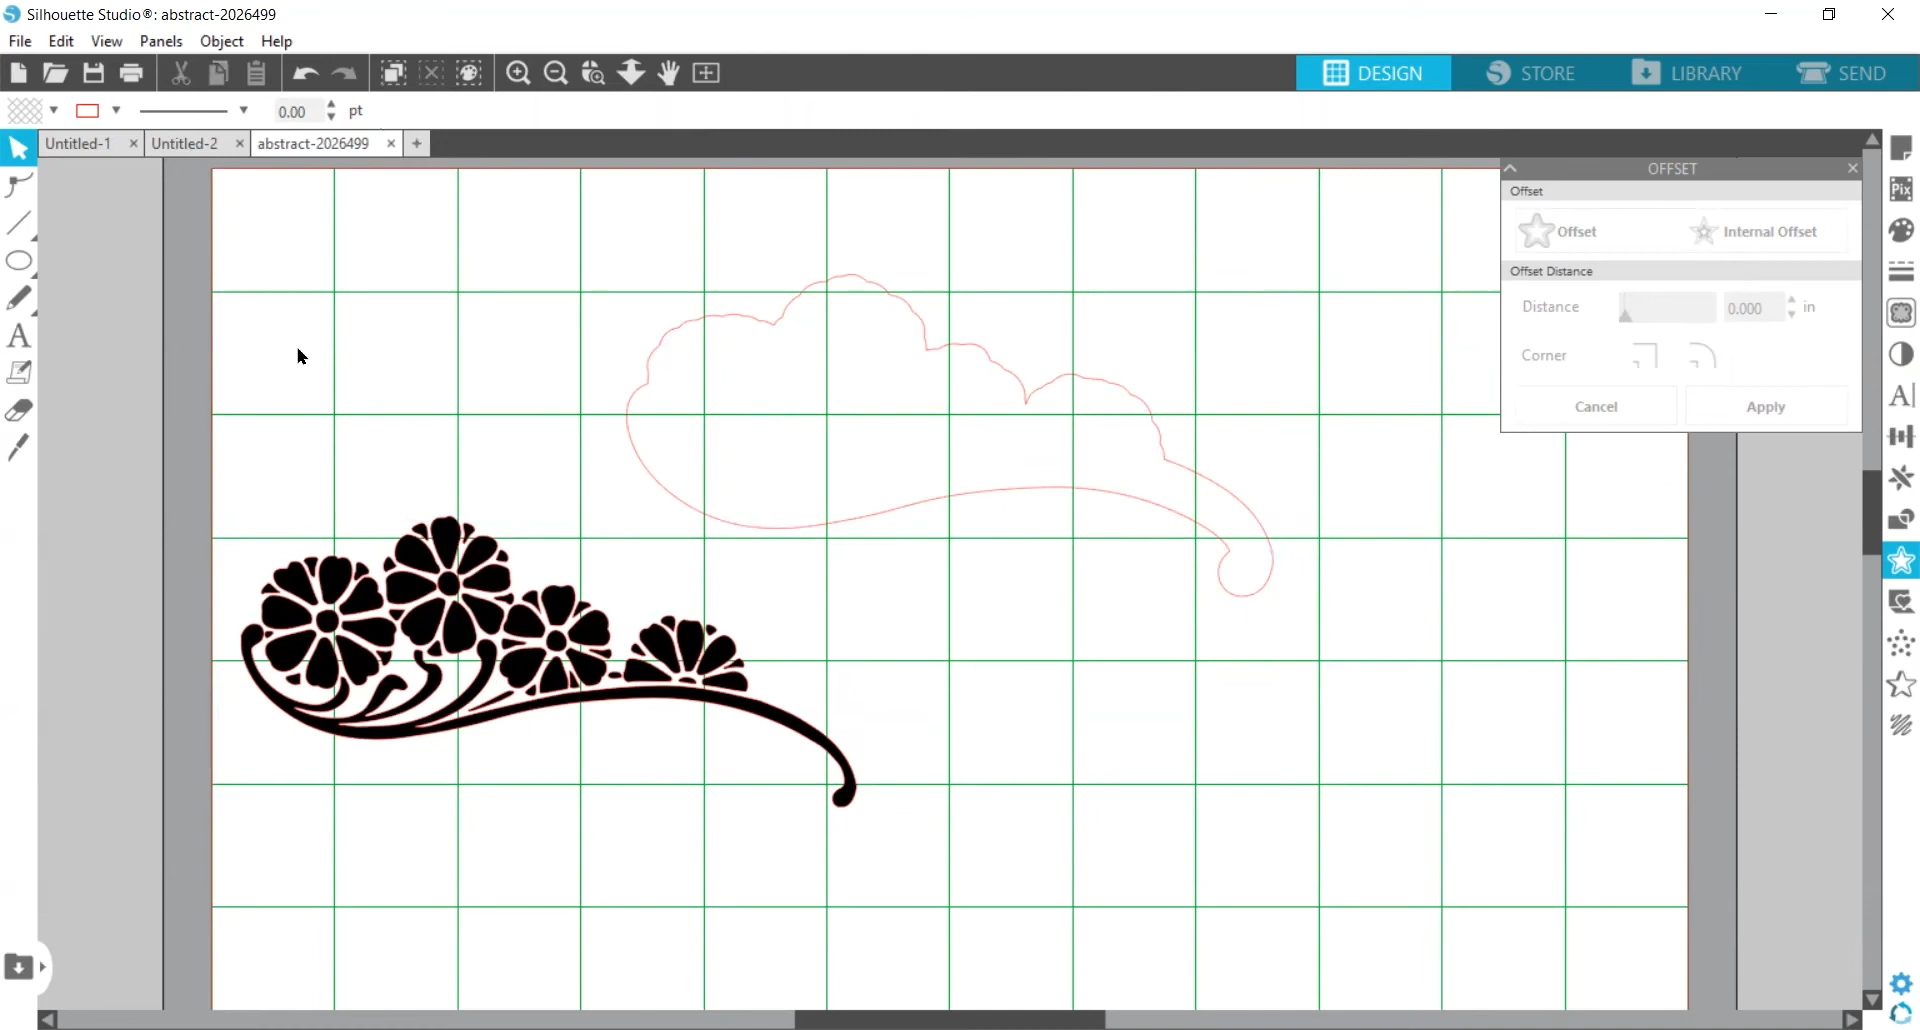 Silhouette Studio®: abstract-2026499
File Edit View Panels Object Help
DESIGN STORE LIBRARY SEND
0.00 pt
Untitled-1 × Untitled-2 × abstract-2026499 × +
OFFSET
Offset
Offset Internal Offset
Offset Distance
Distance 0.000 in
Corner
Cancel Apply
Pix
A
A